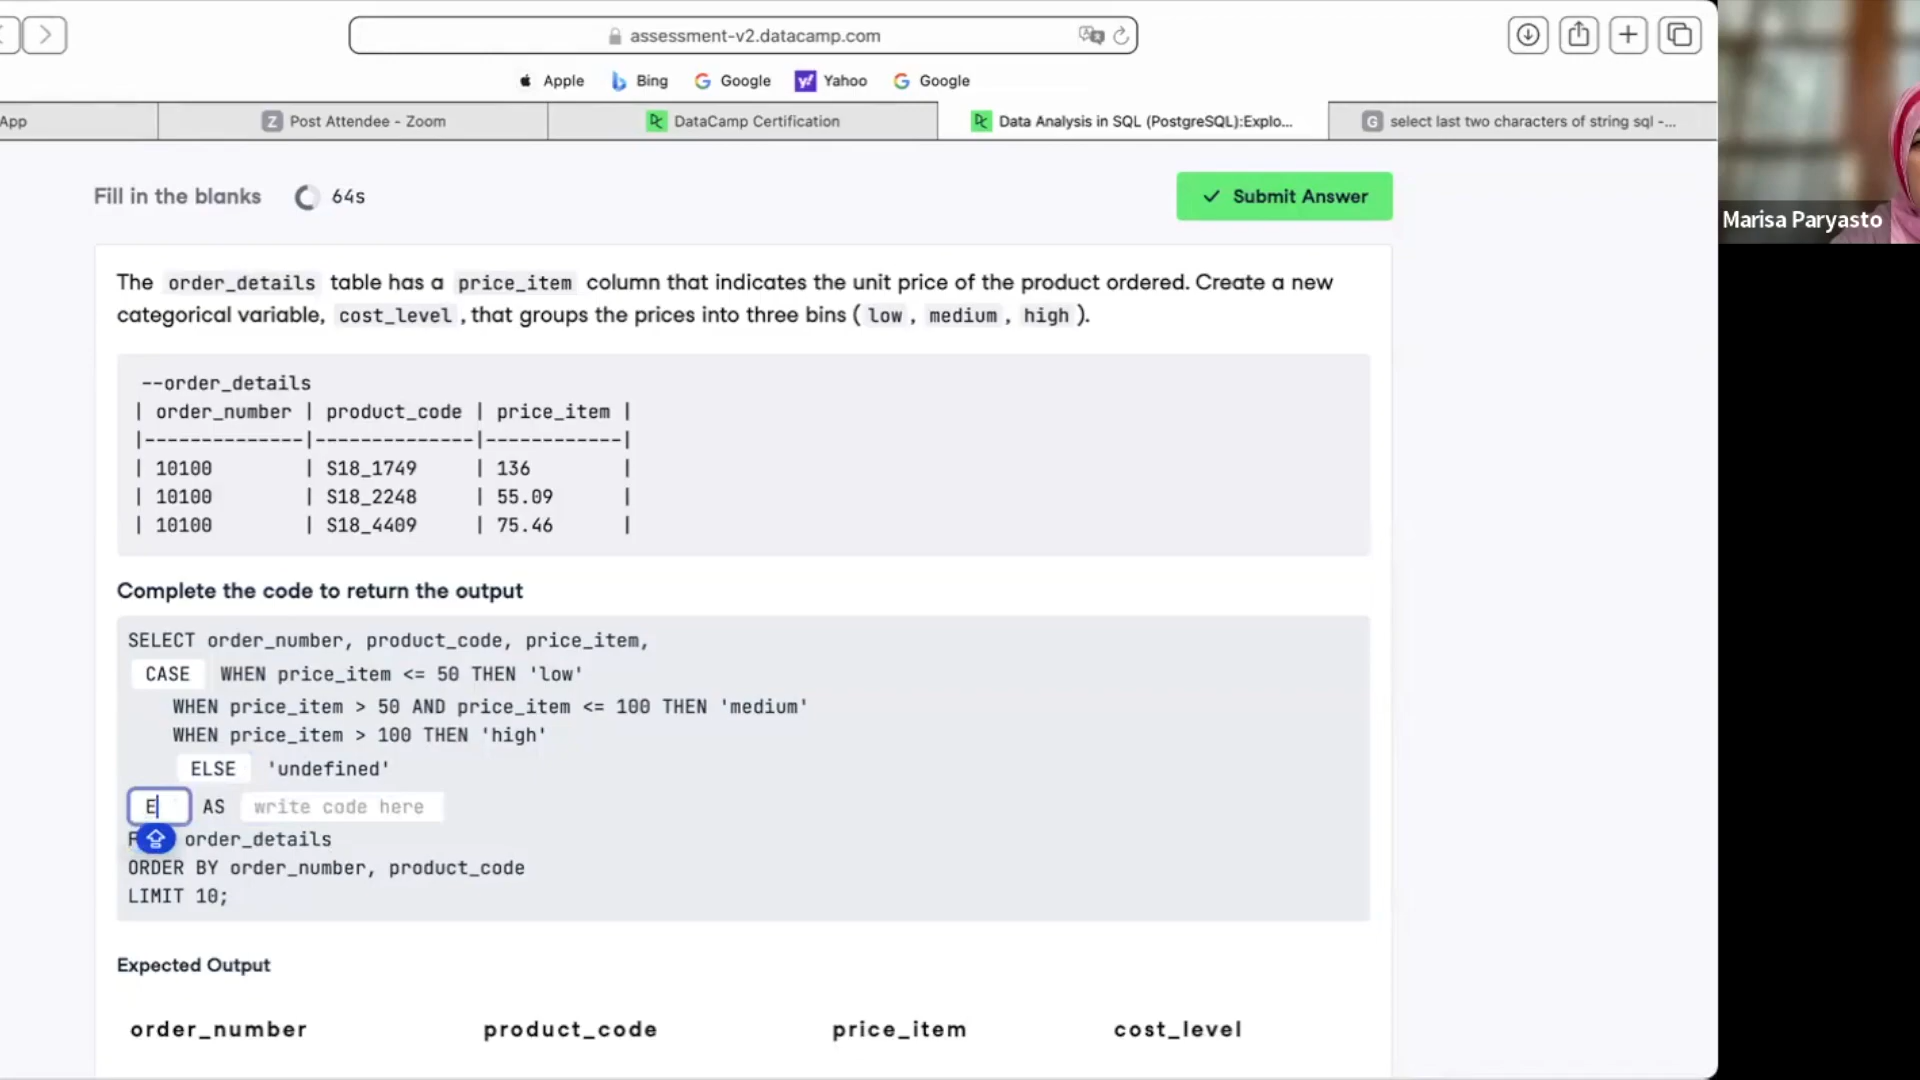 assessment-v2.datacamp.com
Apple Bing Google Yahoo Google
App Post Attendee - Zoom DataCamp Certification Data Analysis in SQL (PostgreSQL):Explo... select last two characters of string sql -...
Fill in the blanks 64s Submit Answer
Marisa Paryasto
The order_details table has a price_item column that indicates the unit price of the product ordered. Create a new
categorical variable, cost_level, that groups the prices into three bins ( low , medium , high ).
--order_details
| order_number | product_code | price_item |
|--------------|--------------|------------|
| 10100 | S18_1749 | 136 |
| 10100 | S18_2248 | 55.09 |
| 10100 | S18_4409 | 75.46 |
Complete the code to return the output
SELECT order_number, product_code, price_item,
CASE WHEN price_item <= 50 THEN 'low'
WHEN price_item > 50 AND price_item <= 100 THEN 'medium'
WHEN price_item > 100 THEN 'high'
ELSE 'undefined'
E AS write code here
F order_details
ORDER BY order_number, product_code
LIMIT 10;
Expected Output
order_number product_code price_item cost_level